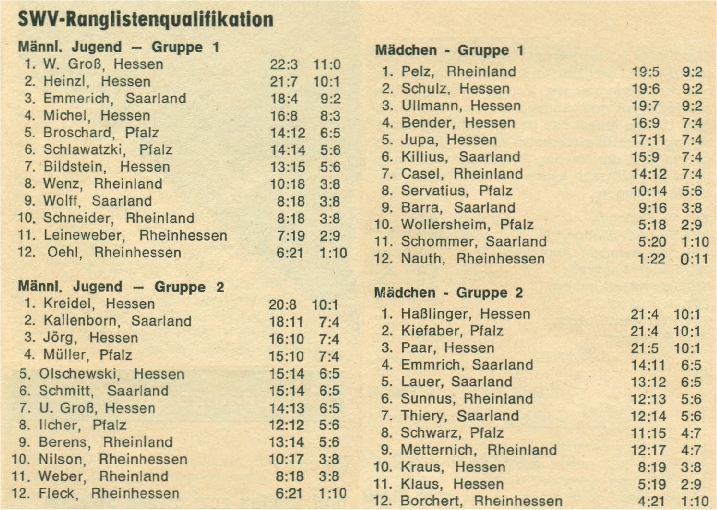 SWV-Ranglistenqualifikation
Männl. Jugend — Gruppe 1
1. W. Groß, Hessen 22:3 11:0
2. Heinzl, Hessen 21:7 10:1
3. Emmerich, Saarland 18:4 9:2
4. Michel, Hessen 16:8 8:3
5. Broschard, Pfalz 14:12 6:5
6. Schlawatzki, Pfalz 14:14 5:6
7. Bildstein, Hessen 13:15 5:6
8. Wenz, Rheinland 10:18 3:8
9. Wolff, Saarland 8:18 3:8
10. Schneider, Rheinland 8:18 3:8
11. Leineweber, Rheinhessen 7:19 2:9
12. Oehl, Rheinhessen 6:21 1:10
Männl. Jugend — Gruppe 2
1. Kreidel, Hessen 20:8 10:1
2. Kallenborn, Saarland 18:11 7:4
3. Jörg, Hessen 16:10 7:4
4. Müller, Pfalz 15:10 7:4
5. Olschewski, Hessen 15:14 6:5
6. Schmitt, Saarland 15:14 6:5
7. U. Groß, Hessen 14:13 6:5
8. Ilcher, Pfalz 12:12 5:6
9. Berens, Rheinland 13:14 5:6
10. Nilson, Rheinhessen 10:17 3:8
11. Weber, Rheinland 8:18 3:8
12. Fleck, Rheinhessen 6:21 1:10
Mädchen - Gruppe 1
1. Pelz, Rheinland 19:5 9:2
2. Schulz, Hessen 19:6 9:2
3. Ullmann, Hessen 19:7 9:2
4. Bender, Hessen 16:9 7:4
5. Jupa, Hessen 17:11 7:4
6. Killius, Saarland 15:9 7:4
7. Casel, Rheinland 14:12 7:4
8. Servatius, Pfalz 10:14 5:6
9. Barra, Saarland 9:16 3:8
10. Wollersheim, Pfalz 5:18 2:9
11. Schommer, Saarland 5:20 1:10
12. Nauth, Rheinhessen 1:22 0:11
Mädchen - Gruppe 2
1. Haßlinger, Hessen 21:4 10:1
2. Kiefaber, Pfalz 21:4 10:1
3. Paar, Hessen 21:5 10:1
4. Emmrich, Saarland 14:11 6:5
5. Lauer, Saarland 13:12 6:5
6. Sunnus, Rheinland 12:13 5:6
7. Thiery, Saarland 12:14 5:6
8. Schwarz, Pfalz 11:15 4:7
9. Metternich, Rheinland 12:17 4:7
10. Kraus, Hessen 8:19 3:8
11. Klaus, Hessen 5:19 2:9
12. Borchert, Rheinhessen 4:21 1:10